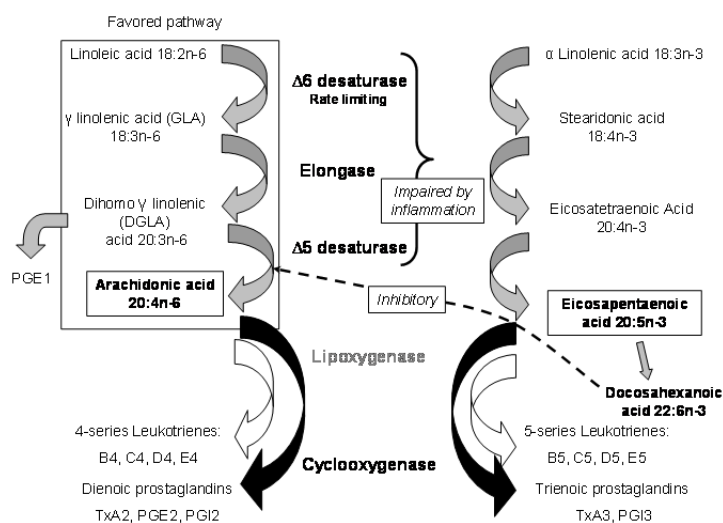 Favored pathway
Linoleic acid 18:2n-6
γ linolenic acid (GLA)
18:3n-6
Dihomo γ linolenic
(DGLA)
acid 20:3n-6
PGE1
Arachidonic acid
20:4n-6
Δ6 desaturase
Rate limiting
Elongase
Δ5 desaturase
Impaired by
inflammation
Inhibitory
α Linolenic acid 18:3n-3
Stearidonic acid
18:4n-3
Eicosatetraenoic Acid
20:4n-3
Eicosapentaenoic
acid 20:5n-3
Docosahexanoic
acid 22:6n-3
Lipoxygenase
Cyclooxygenase
4-series Leukotrienes:
B4, C4, D4, E4
Dienoic prostaglandins
TxA2, PGE2, PGI2
5-series Leukotrienes:
B5, C5, D5, E5
Trienoic prostaglandins
TxA3, PGI3